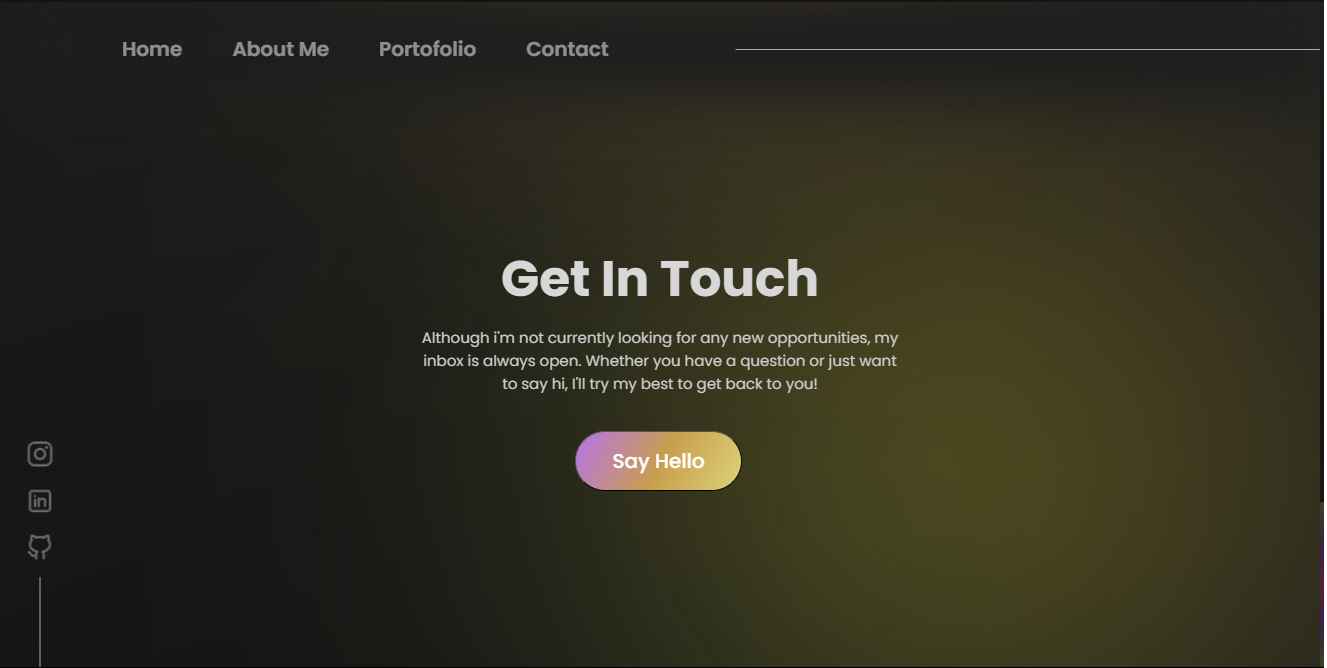 Home About Me Portofolio Contact
Get In Touch
Although i'm not currently looking for any new opportunities, my
inbox is always open. Whether you have a question or just want
to say hi, I'll try my best to get back to you!
Say Hello
in